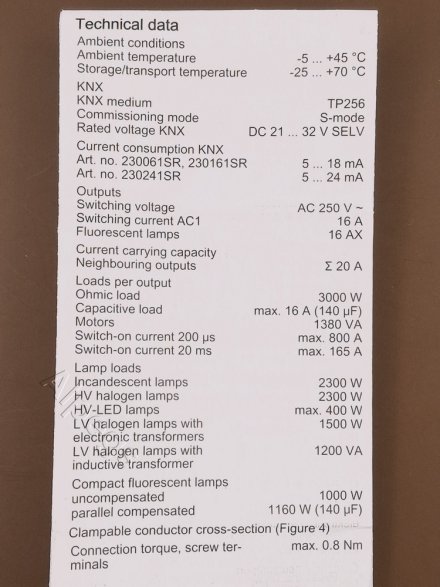 Technical data
Ambient conditions
Ambient temperature -5 ... +45 °C
Storage/transport temperature -25 ... +70 °C
KNX
KNX medium TP256
Commissioning mode S-mode
Rated voltage KNX DC 21 ... 32 V SELV
Current consumption KNX
Art. no. 230061SR, 230161SR 5 ... 18 mA
Art. no. 230241SR 5 ... 24 mA
Outputs
Switching voltage AC 250 V ~
Switching current AC1 16 A
Fluorescent lamps 16 AX
Current carrying capacity
Neighbouring outputs Σ 20 A
Loads per output
Ohmic load 3000 W
Capacitive load max. 16 A (140 µF)
Motors 1380 VA
Switch-on current 200 µs max. 800 A
Switch-on current 20 ms max. 165 A
Lamp loads
Incandescent lamps 2300 W
HV halogen lamps 2300 W
HV-LED lamps max. 400 W
LV halogen lamps with 1500 W
electronic transformers
LV halogen lamps with 1200 VA
inductive transformer
Compact fluorescent lamps
uncompensated 1000 W
parallel compensated 1160 W (140 µF)
Clampable conductor cross-section (Figure 4)
Connection torque, screw ter- max. 0.8 Nm
minals